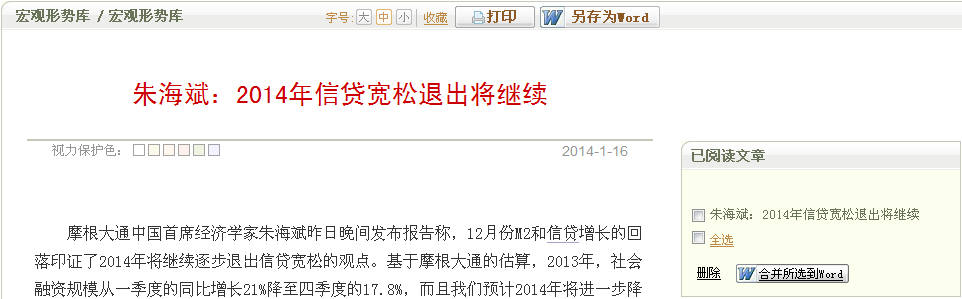 宏观形势库 / 宏观形势库 字号: 大 中 小 收藏 打印 另存为Word
朱海斌：2014年信贷宽松退出将继续
视力保护色： 2014-1-16
摩根大通中国首席经济学家朱海斌昨日晚间发布报告称，12月份M2和信贷增长的回
落印证了2014年将继续逐步退出信贷宽松的观点。基于摩根大通的估算，2013年，社会
融资规模从一季度的同比增长21%降至四季度的17.8%，而且我们预计2014年将进一步降
已阅读文章
朱海斌：2014年信贷宽松退出将继续
全选
删除 合并所选到Word